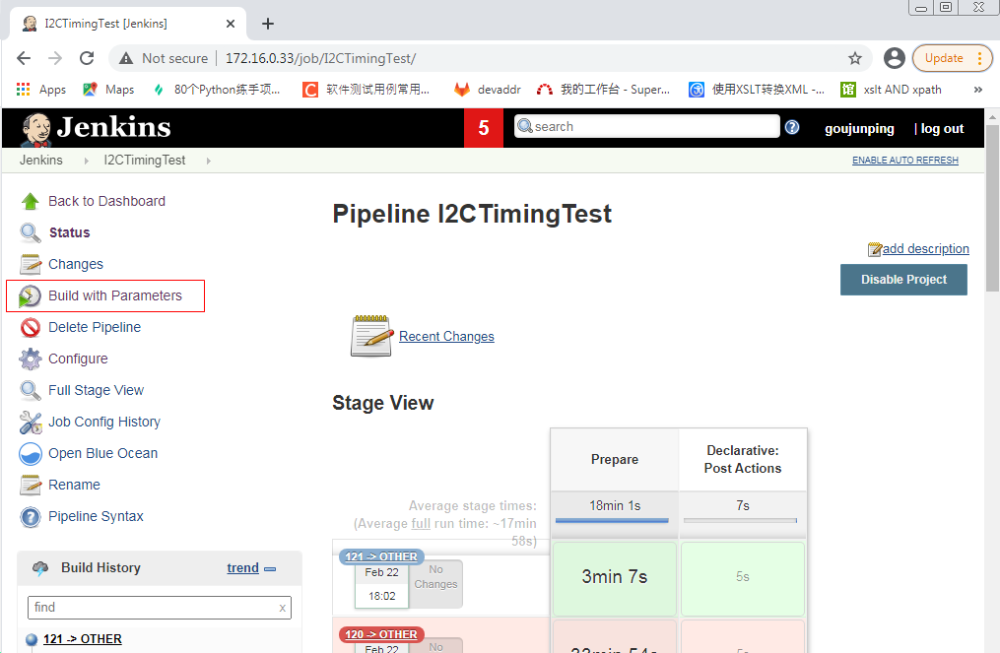 I2CTimingTest [Jenkins]
Not secure | 172.16.0.33/job/I2CTimingTest/
Update
Apps Maps 80个Python练手项... 软件测试用例常用... devaddr 我的工作台 - Super... 使用XSLT转换XML -... 馆 xslt AND xpath »
Jenkins 5 search goujunping | log out
Jenkins I2CTimingTest ENABLE AUTO REFRESH
Back to Dashboard
Status
Changes
Build with Parameters
Delete Pipeline
Configure
Full Stage View
Job Config History
Open Blue Ocean
Rename
Pipeline Syntax
Build History trend
find x
121 -> OTHER
Pipeline I2CTimingTest
add description
Disable Project
Recent Changes
Stage View
Prepare
Declarative:
Post Actions
Average stage times:
(Average full run time: ~17min
58s)
18min 1s
7s
121 -> OTHER
Feb 22
18:02
No
Changes
3min 7s
5s
120 -> OTHER
Feb 22
No